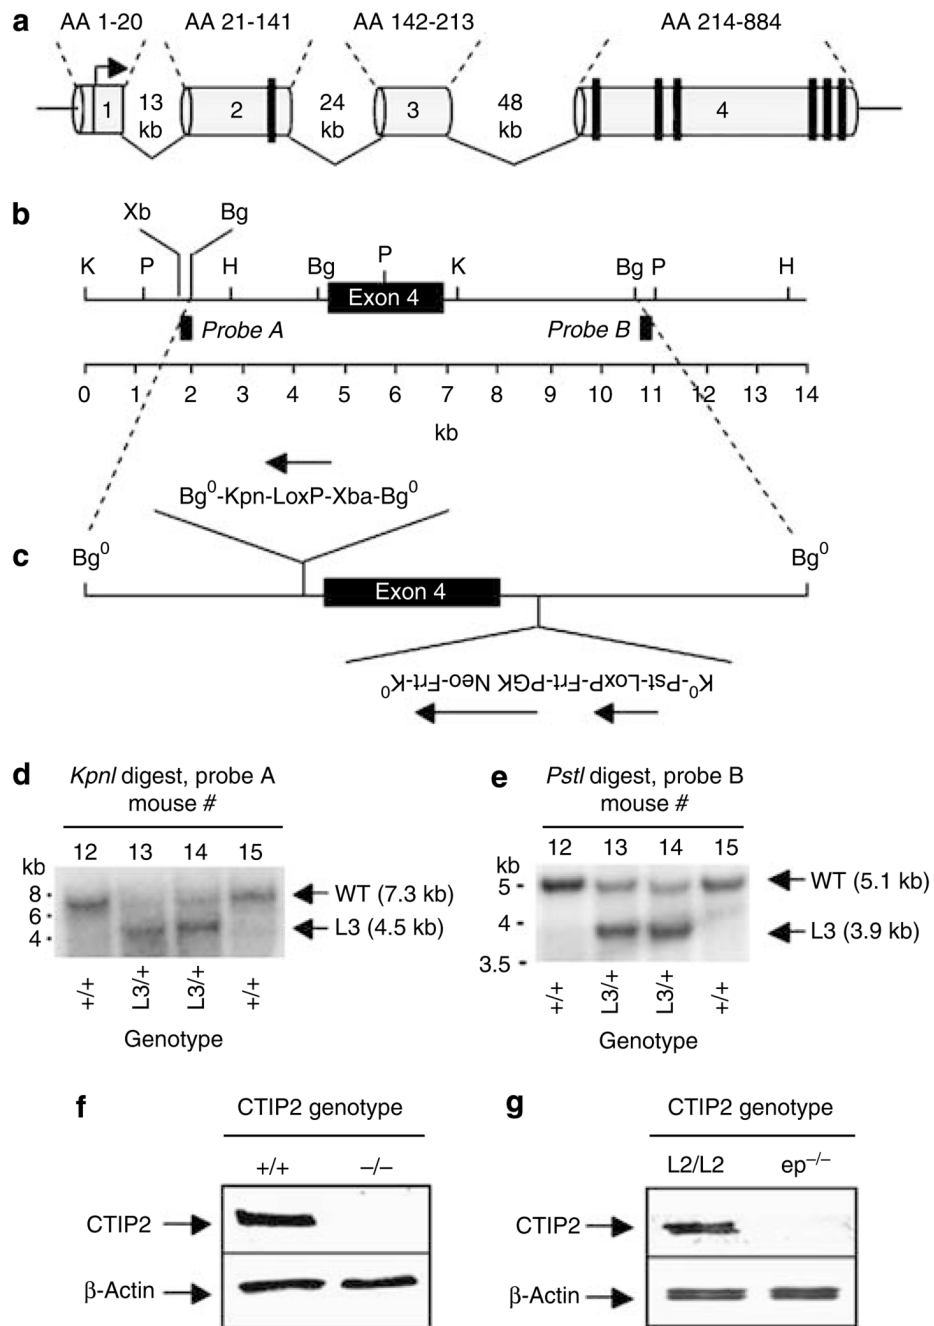 a
AA 1-20 AA 21-141 AA 142-213 AA 214-884
1 13 kb 2 24 kb 3 48 kb 4
b
Xb Bg
K P H Bg P K Bg P H
Exon 4
Probe A Probe B
0 1 2 3 4 5 6 7 8 9 10 11 12 13 14
kb
Bg⁰-Kpn-LoxP-Xba-Bg⁰
c
Bg⁰ Bg⁰
Exon 4
K⁰-Pst-LoxP-Frt-PGK Neo-Frt-K⁰
d
KpnI digest, probe A
mouse #
12 13 14 15
kb
8
6
4
WT (7.3 kb)
L3 (4.5 kb)
+/+ L3/+ L3/+ +/+
Genotype
e
PstI digest, probe B
mouse #
12 13 14 15
kb
5
4
3.5
WT (5.1 kb)
L3 (3.9 kb)
+/+ L3/+ L3/+ +/+
Genotype
f
CTIP2 genotype
+/+ –/–
CTIP2
β-Actin
g
CTIP2 genotype
L2/L2 ep–/–
CTIP2
β-Actin